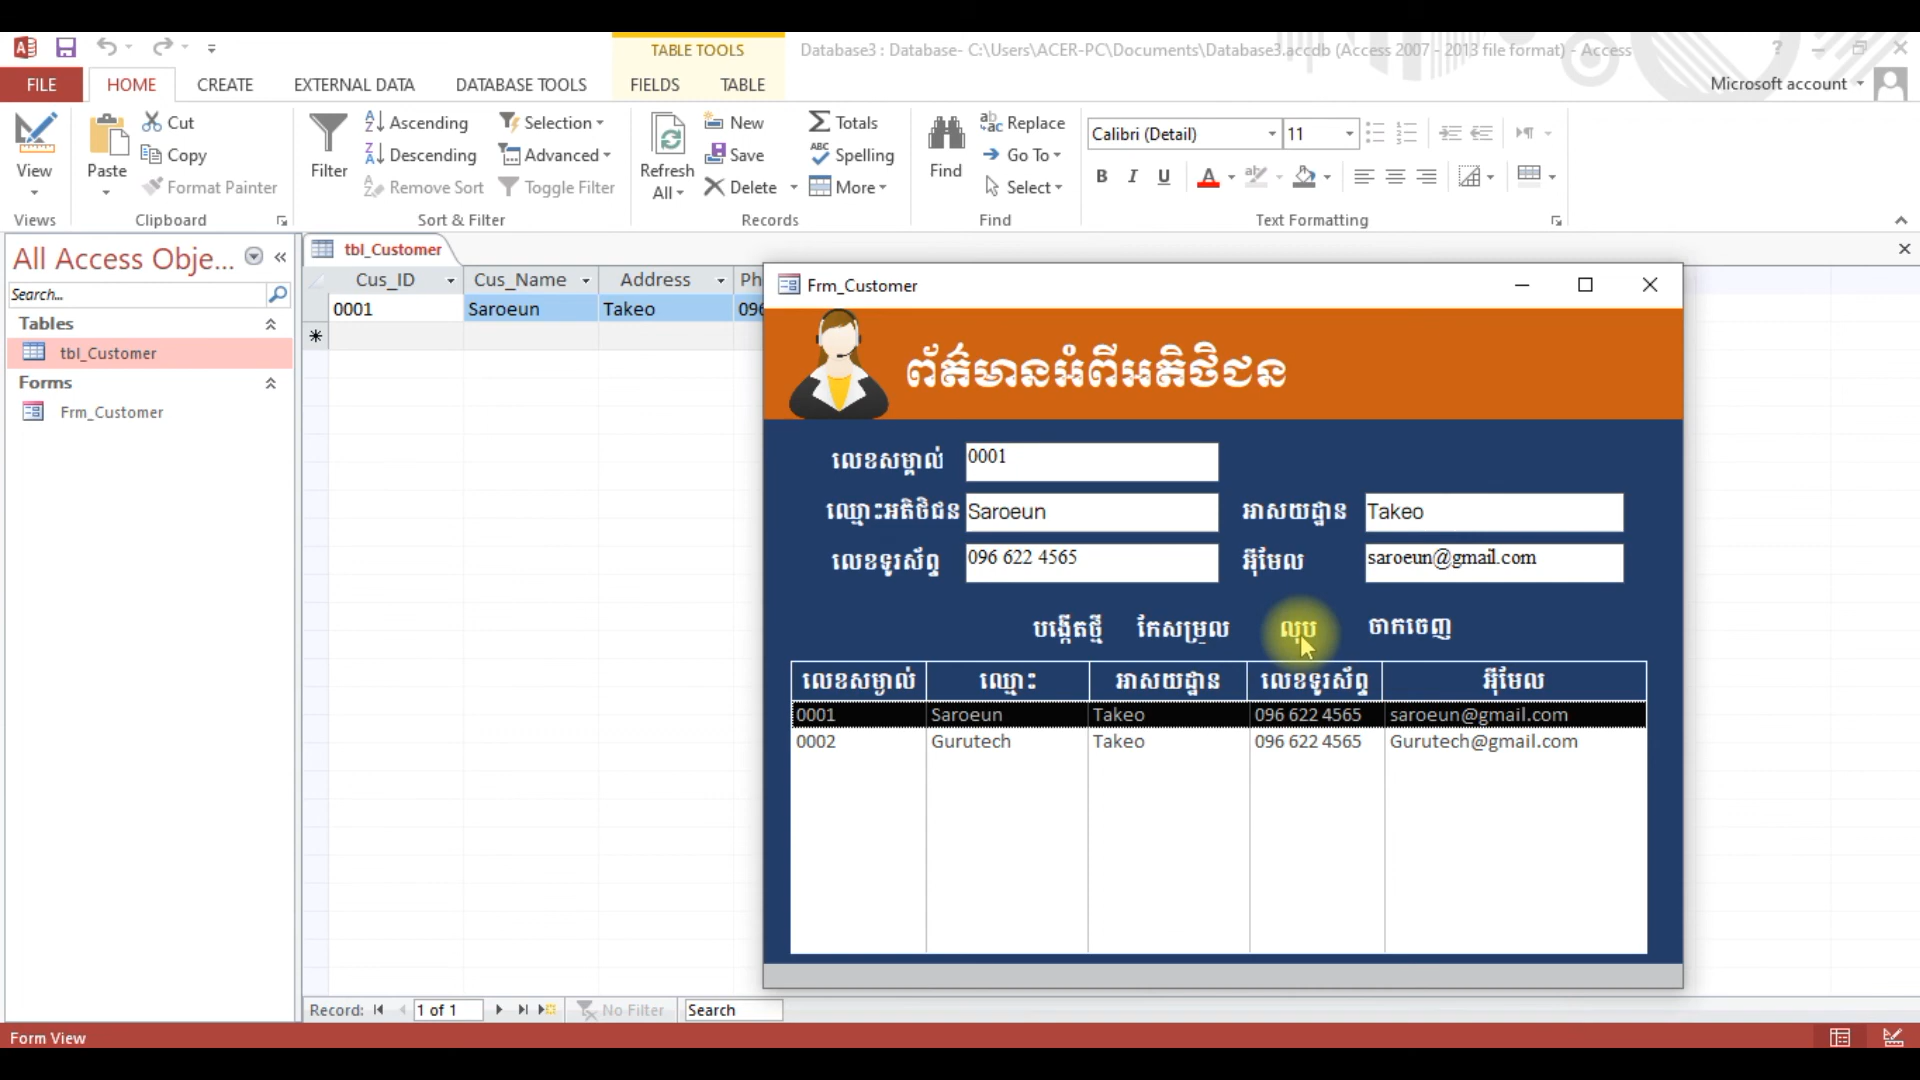 TABLE TOOLS
Database3 : Database- C:\Users\ACER-PC\Documents\Database3.accdb (Access 2007 - 2013 file format) - Access
?
FILE HOME CREATE EXTERNAL DATA DATABASE TOOLS FIELDS TABLE Microsoft account
View
Views
Paste
Cut
Copy
Format Painter
Clipboard
Filter
Ascending
Descending
Remove Sort
Selection
Advanced
Toggle Filter
Sort & Filter
Refresh
All
New
Save
Delete
Totals
Spelling
More
Records
Find
Replace
Go To
Select
Find
Calibri (Detail) 11
B I U
Text Formatting
All Access Obje...
Search...
Tables
tbl_Customer
Forms
Frm_Customer
tbl_Customer
Cus_ID Cus_Name Address Ph
0001 Saroeun Takeo 096
Frm_Customer
ព័ត៌មានអំពីអតិថិជន
លេខសម្គាល់ 0001
ឈ្មោះអតិថិជន Saroeun អាសយដ្ឋាន Takeo
លេខទូរស័ព្ទ 096 622 4565 អ៊ីមែល saroeun@gmail.com
បង្កើតថ្មី កែសម្រួល លុប ចាកចេញ
លេខសម្គាល់ ឈ្មោះ អាសយដ្ឋាន លេខទូរស័ព្ទ អ៊ីមែល
0001 Saroeun Takeo 096 622 4565 saroeun@gmail.com
0002 Gurutech Takeo 096 622 4565 Gurutech@gmail.com
Record: 1 of 1 No Filter Search
Form View